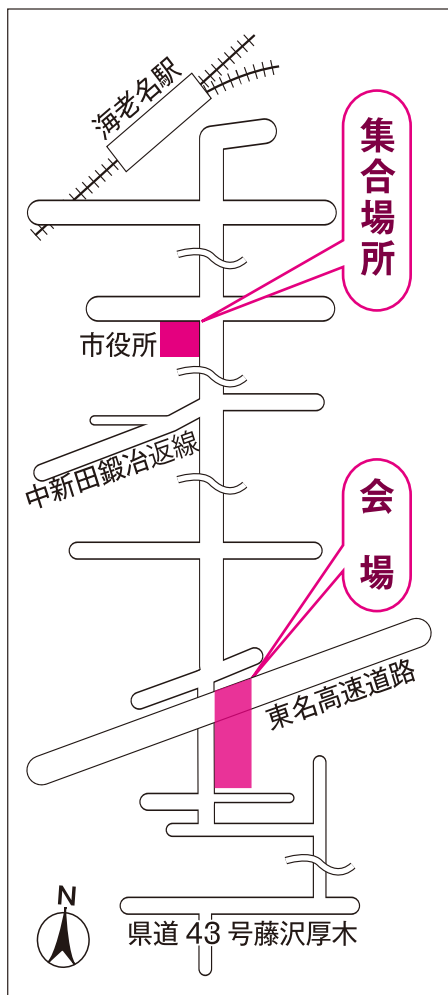 海老名駅
集合場所
市役所
中新田鍛冶返線
会場
東名高速道路
N
県道43号藤沢厚木